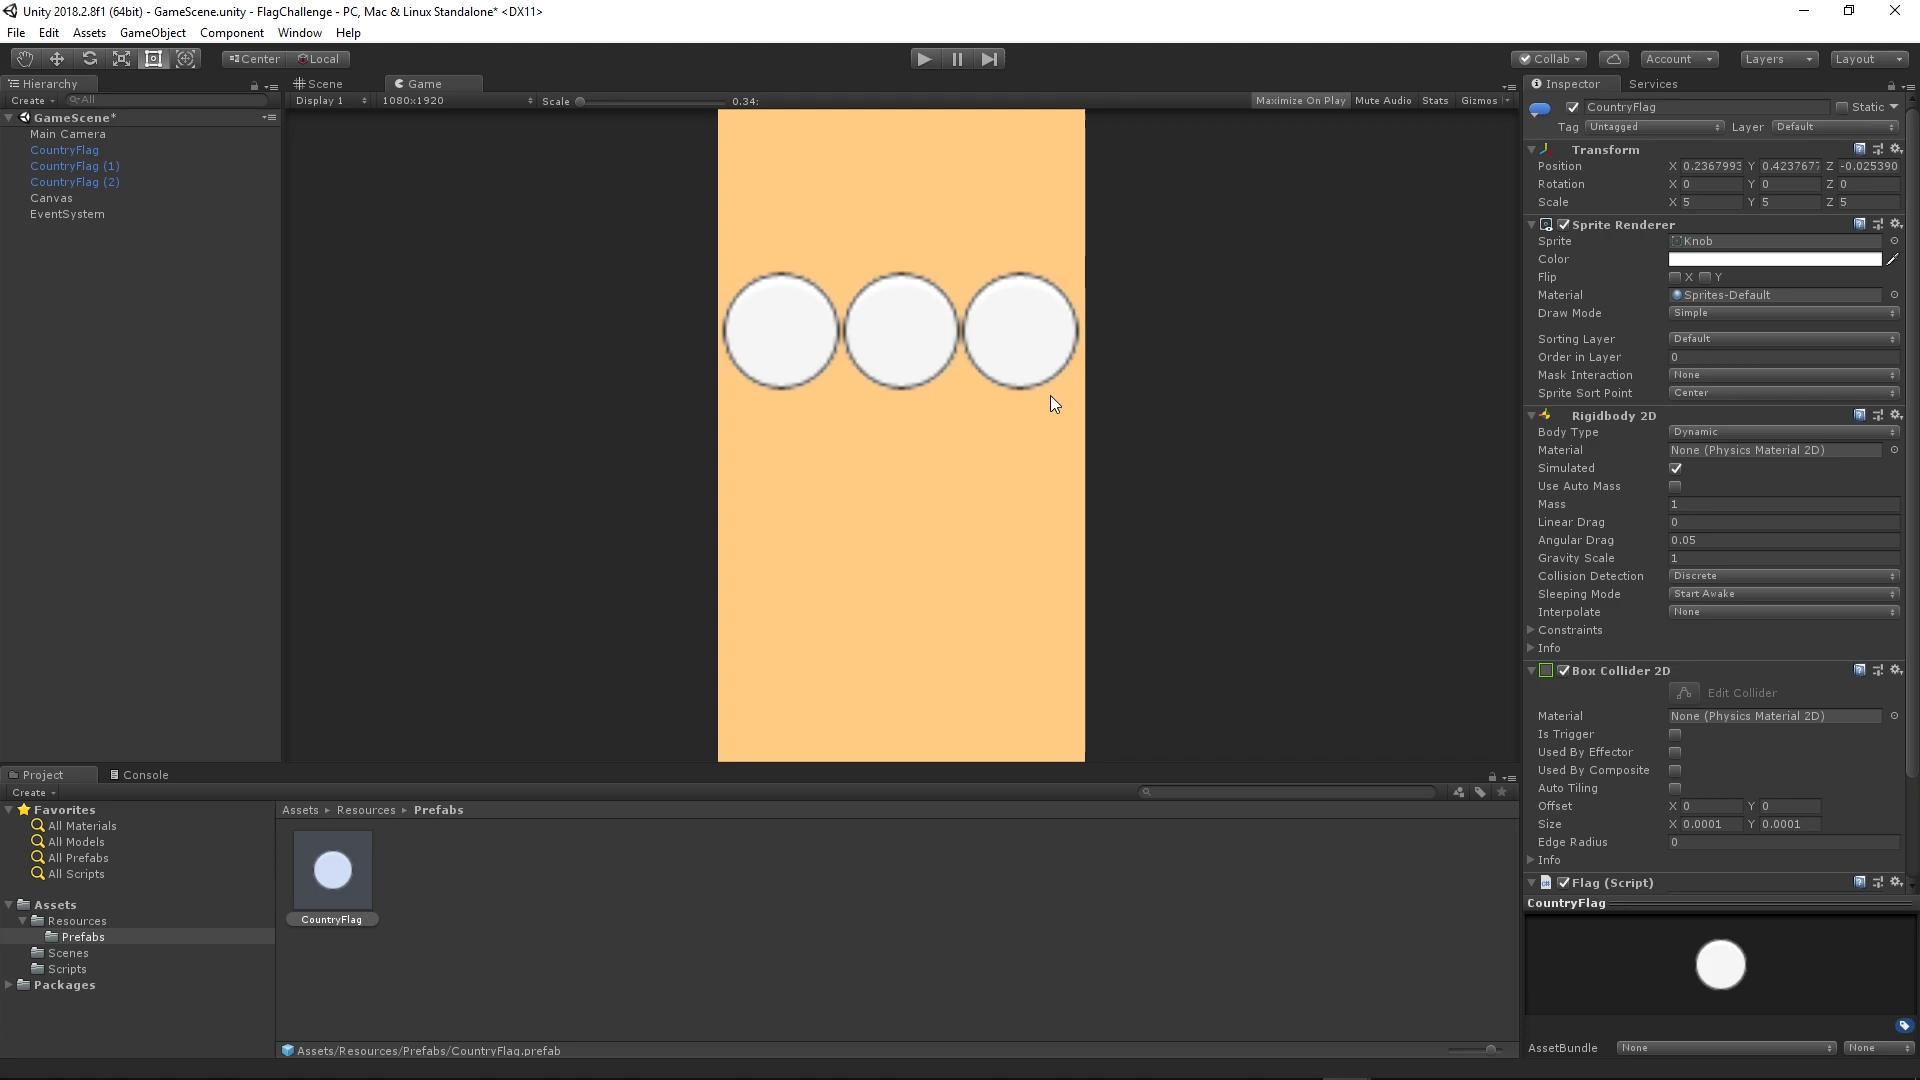 Unity 2018.2.8f1 (64bit) - GameScene.unity - FlagChallenge - PC, Mac & Linux Standalone* <DX11>
File Edit Assets GameObject Component Window Help
Center Local
Collab Account Layers Layout
Hierarchy
Create All
GameScene*
Main Camera
CountryFlag
CountryFlag (1)
CountryFlag (2)
Canvas
EventSystem
Scene Game
Display 1 1080x1920 Scale 0.34: Maximize On Play Mute Audio Stats Gizmos
Inspector Services
CountryFlag Static
Tag Untagged Layer Default
Transform
Position X 0.2367993 Y 0.4237677 Z -0.025390
Rotation X 0 Y 0 Z 0
Scale X 5 Y 5 Z 5
Sprite Renderer
Sprite Knob
Color
Flip X Y
Material Sprites-Default
Draw Mode Simple
Sorting Layer Default
Order in Layer 0
Mask Interaction None
Sprite Sort Point Center
Rigidbody 2D
Body Type Dynamic
Material None (Physics Material 2D)
Simulated
Use Auto Mass
Mass 1
Linear Drag 0
Angular Drag 0.05
Gravity Scale 1
Collision Detection Discrete
Sleeping Mode Start Awake
Interpolate None
Constraints
Info
Box Collider 2D
Edit Collider
Material None (Physics Material 2D)
Is Trigger
Used By Effector
Used By Composite
Auto Tiling
Offset X 0 Y 0
Size X 0.0001 Y 0.0001
Edge Radius 0
Info
Flag (Script)
CountryFlag
AssetBundle None None
Project Console
Create
Favorites
All Materials
All Models
All Prefabs
All Scripts
Assets
Resources
Prefabs
Scenes
Scripts
Packages
Assets Resources Prefabs
CountryFlag
Assets/Resources/Prefabs/CountryFlag.prefab